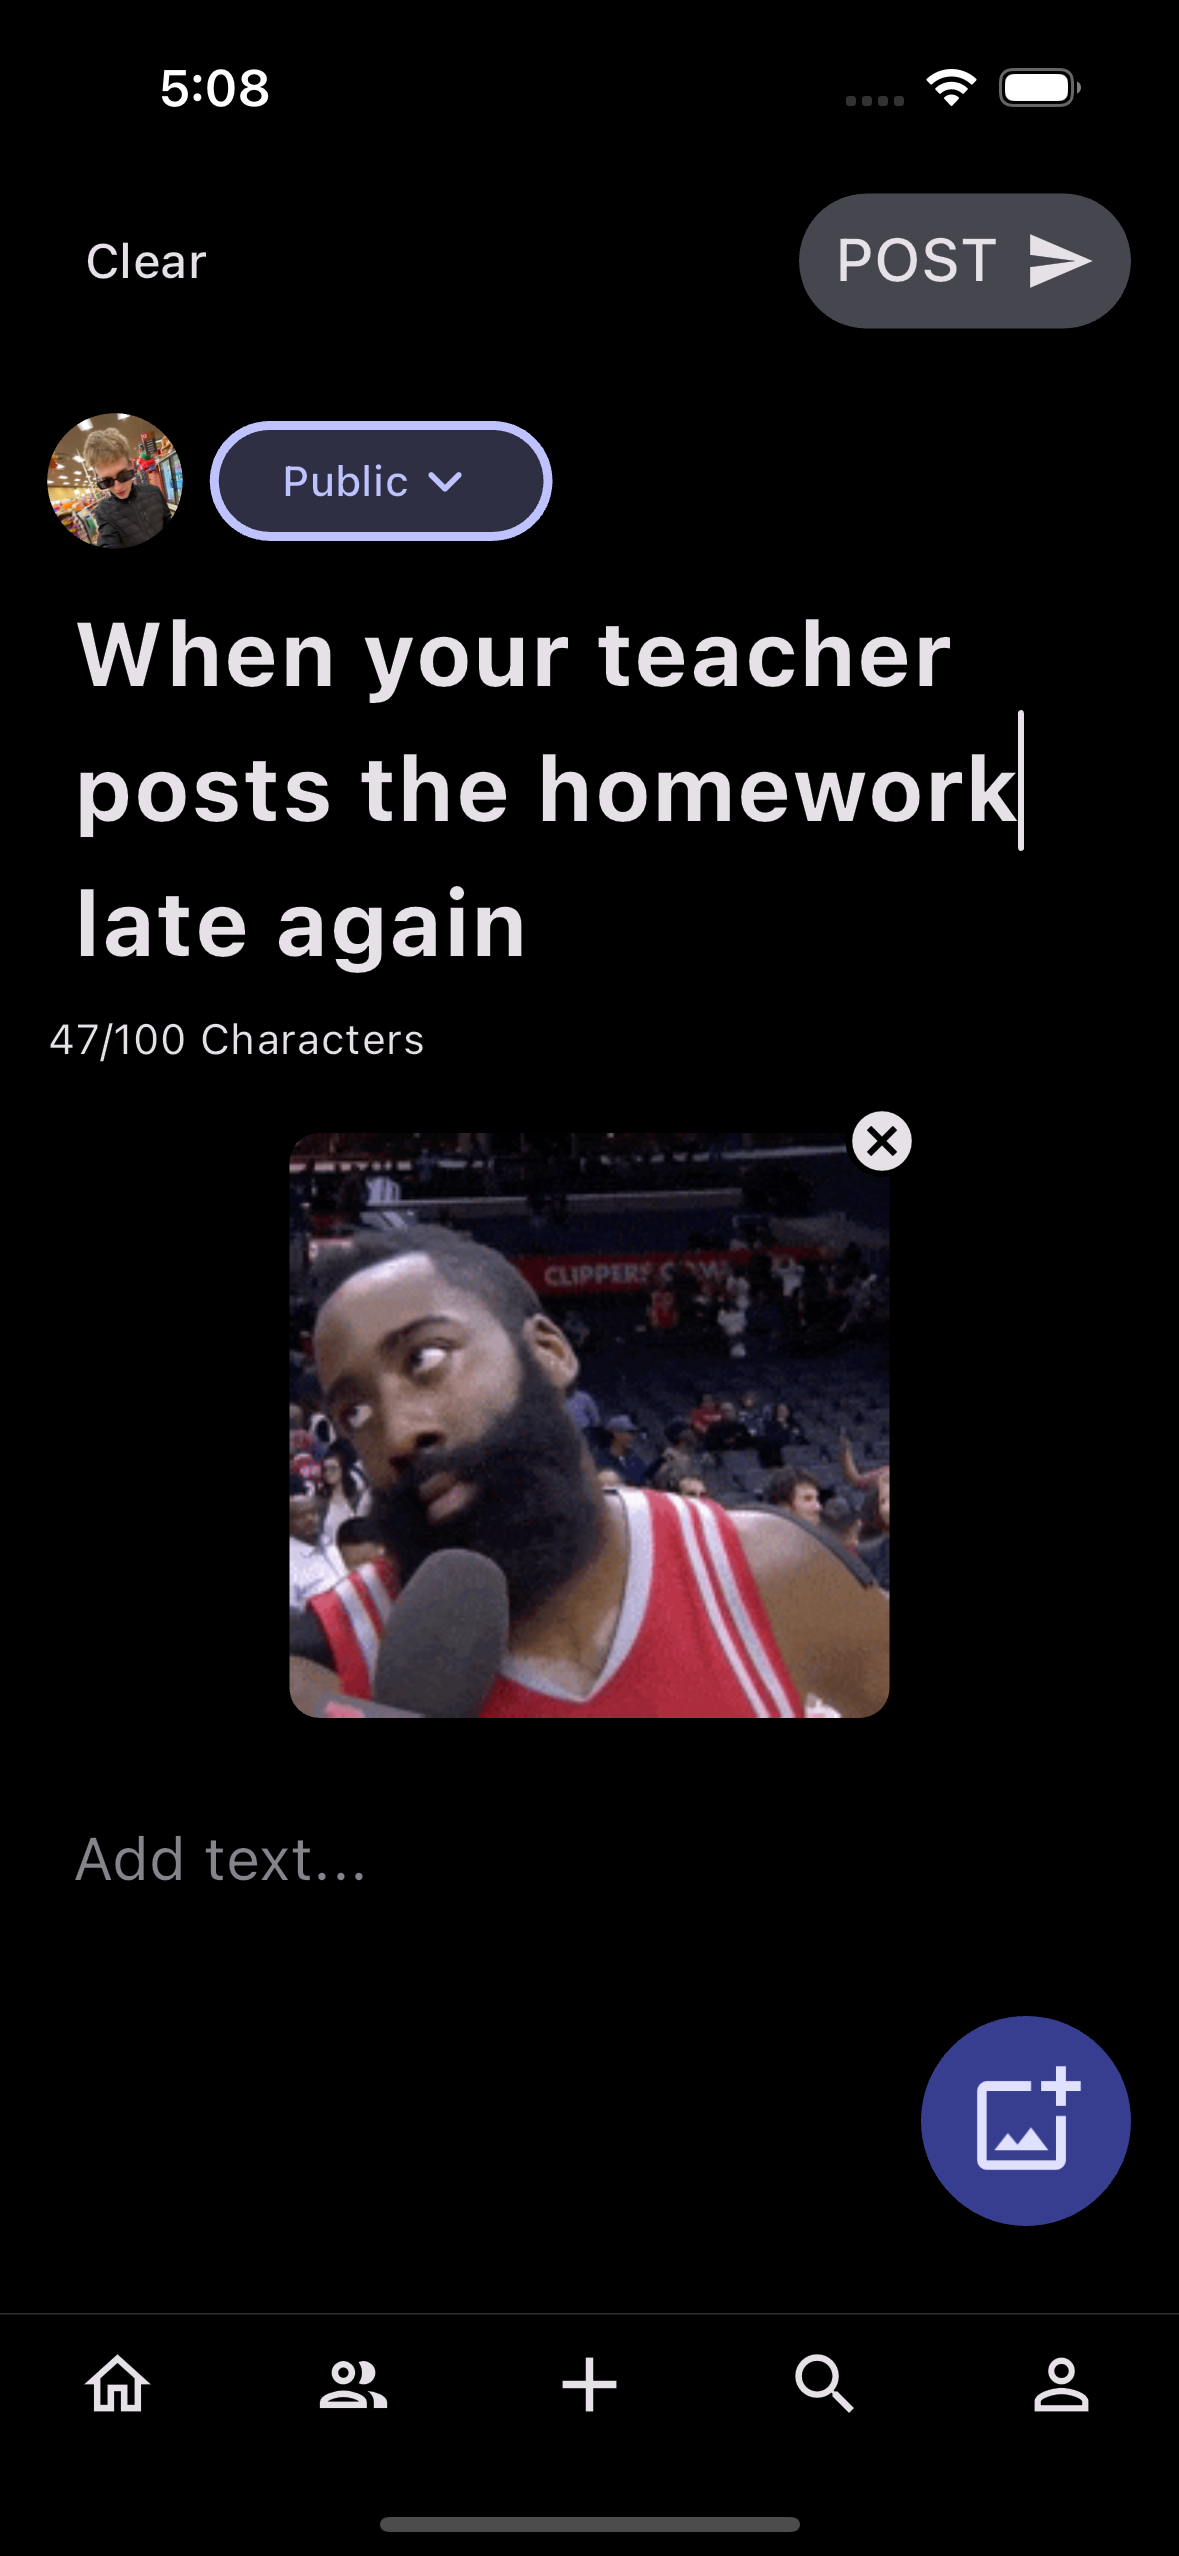 5:08
Clear
POST
Public
When your teacher
posts the homework
late again
47/100 Characters
CLIPPERS
Add text...